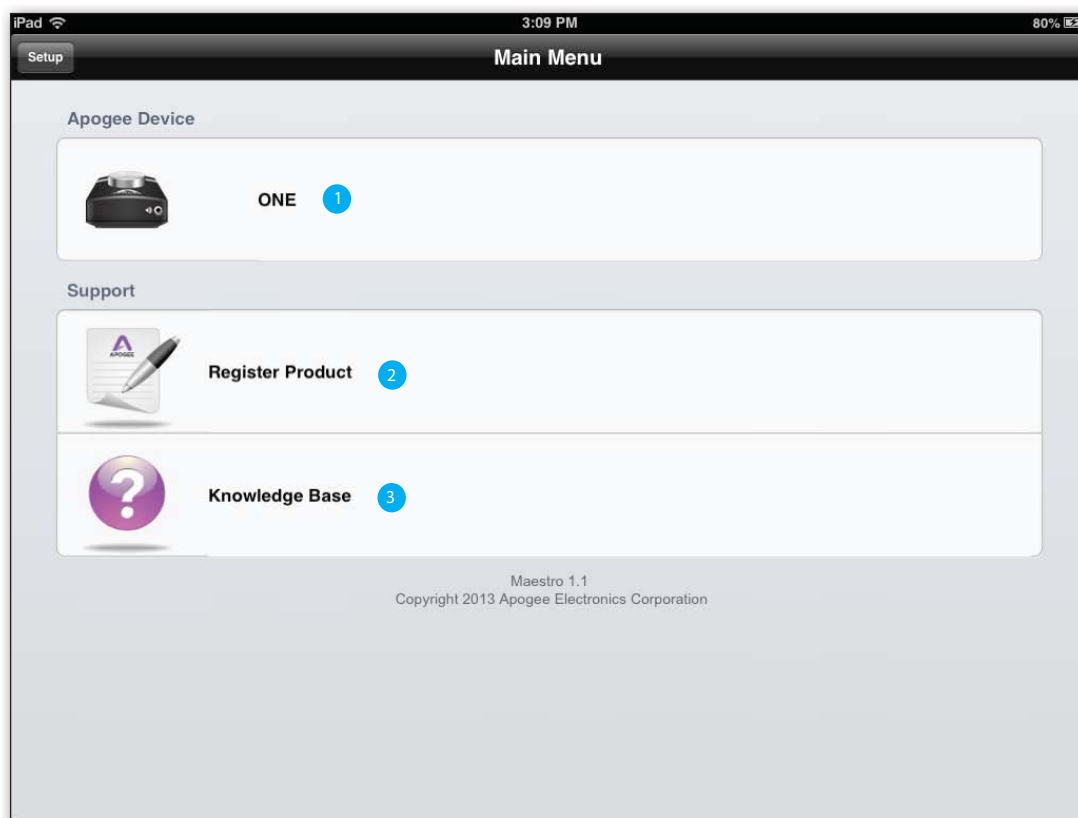 iPad 3:09 PM 80%
Setup Main Menu
Apogee Device
ONE 1
Support
APOGEE
Register Product 2
Knowledge Base 3
Maestro 1.1
Copyright 2013 Apogee Electronics Corporation